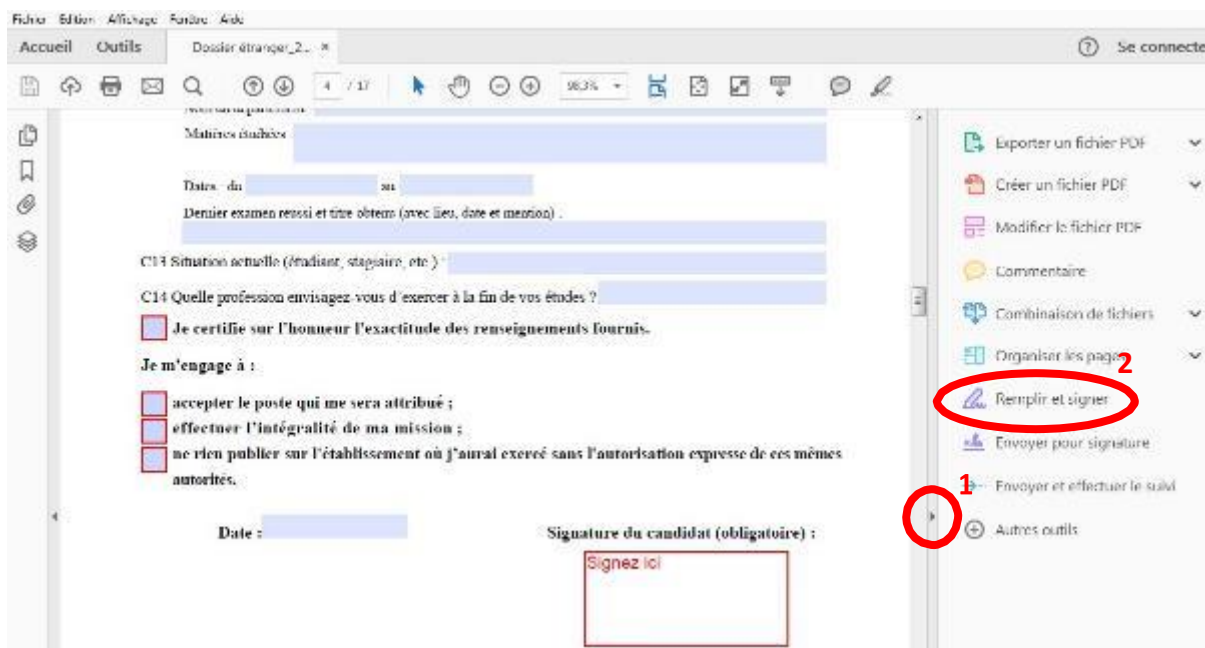 Fichier Edition Affichage Fenêtre Aide
Accueil Outils Dossier étranger_2...
Se connecte
4 / 17 98,3%
Matières étudiées
Dates du au
Dernier examen réussi et titre obtenu (avec lieu, date et mention) :
C13 Situation actuelle (étudiant, stagiaire, etc ) :
C14 Quelle profession envisagez-vous d'exercer à la fin de vos études ?
Je certifie sur l'honneur l'exactitude des renseignements fournis.
Je m'engage à :
accepter le poste qui me sera attribué ;
effectuer l'intégralité de ma mission ;
ne rien publier sur l'établissement où j'aurai exercé sans l'autorisation expresse de ces mêmes
autorités.
Date :
Signature du candidat (obligatoire) :
Signez ici
Exporter un fichier PDF
Créer un fichier PDF
Modifier le fichier PDF
Commentaire
Combinaison de fichiers
Organiser les pages
2
Remplir et signer
Envoyer pour signature
1
Envoyer et effectuer le suivi
Autres outils